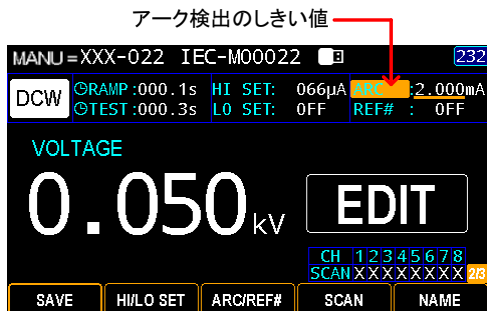 アーク検出のしきい値
MANU=XXX-022 IEC-M00022 232
DCW RAMP:000.1s HI SET: 066μA ARC :2.000mA
TEST:000.3s LO SET: OFF REF# : OFF
VOLTAGE
0.050kV EDIT
CH 1 2 3 4 5 6 7 8
SCAN X X X X X X X X 2/3
SAVE HI/LO SET ARC/REF# SCAN NAME